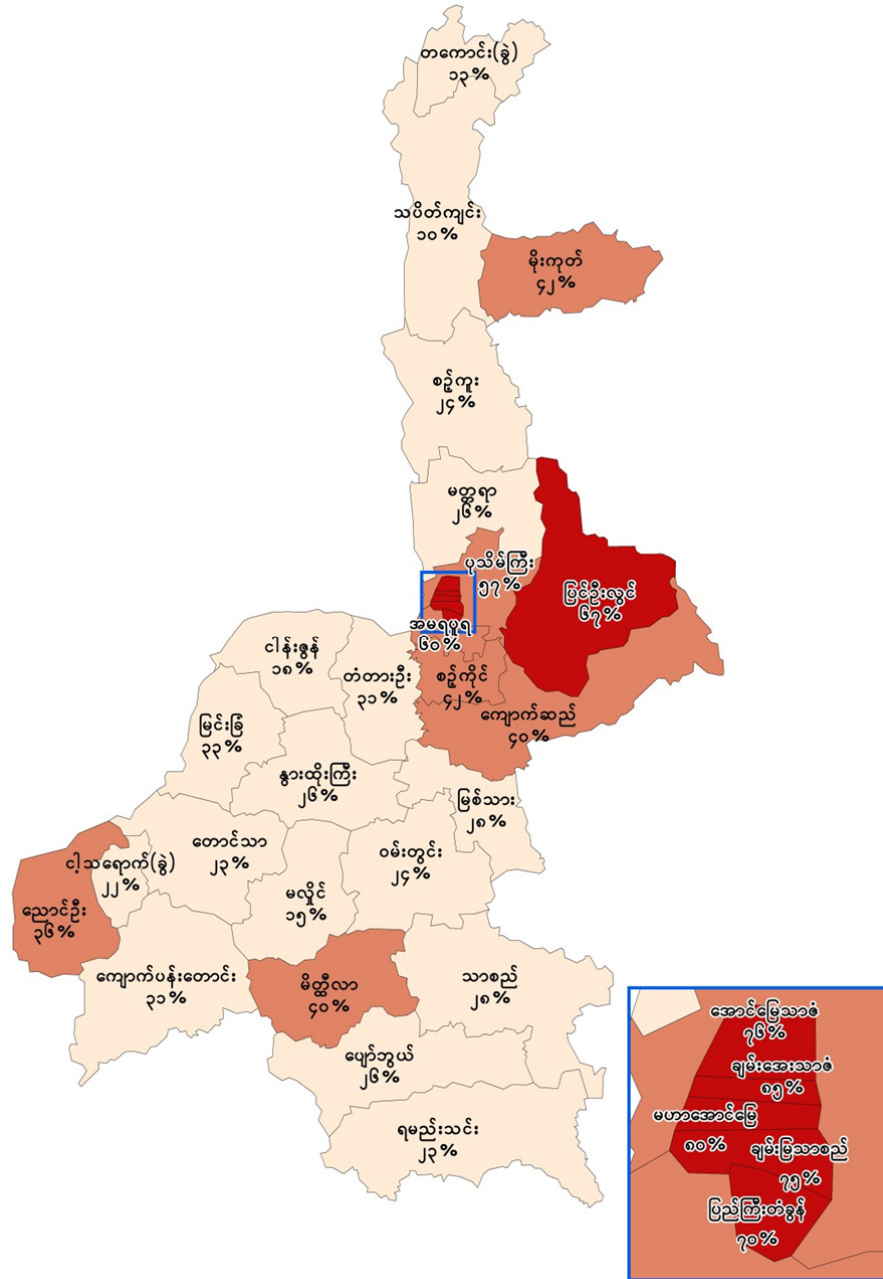 တကောင်း(ခွဲ)
၁၃%
သပိတ်ကျင်း
၁၀%
မိုးကုတ်
၄၂%
စဉ့်ကူး
၂၄%
မတ္တရာ
၂၆%
ပုသိမ်ကြီး
၅၇%
ပြင်ဦးလွင်
၆၇%
အမရပူရ
၆၀%
ငါန်းဇွန်
၁၈%
တံတားဦး
၃၁%
စဉ့်ကိုင်
၄၂%
ကျောက်ဆည်
၄၀%
မြင်းခြံ
၃၃%
နွားထိုးကြီး
၂၆%
မြစ်သား
၂၈%
တောင်သာ
၂၃%
ဝမ်းတွင်း
၂၄%
ငါ့သရောက်(ခွဲ)
၂၂%
မလှိုင်
၁၅%
ညောင်ဦး
၃၆%
ကျောက်ပန်းတောင်း
၃၁%
မိတ္ထီလာ
၄၀%
သာစည်
၂၈%
ပျော်ဘွယ်
၂၆%
ရမည်းသင်း
၂၃%
အောင်မြေသာဇံ
၇၆%
ချမ်းအေးသာဇံ
၈၅%
မဟာအောင်မြေ
၈၀%
ချမ်းမြသာစည်
၇၅%
ပြည်ကြီးတံခွန်
၇၀%